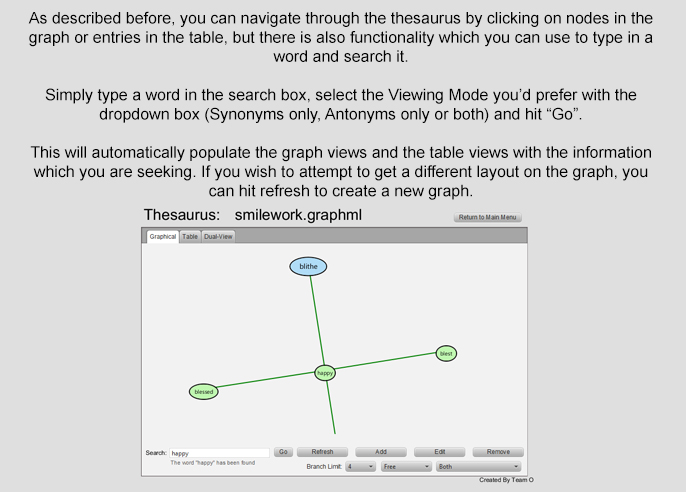 As described before, you can navigate through the thesaurus by clicking on nodes in the
graph or entries in the table, but there is also functionality which you can use to type in a
word and search it.
Simply type a word in the search box, select the Viewing Mode you’d prefer with the
dropdown box (Synonyms only, Antonyms only or both) and hit “Go”.
This will automatically populate the graph views and the table views with the information
which you are seeking. If you wish to attempt to get a different layout on the graph, you
can hit refresh to create a new graph.
Thesaurus: smilework.graphml
Return to Main Menu
Graphical Table Dual-View
blithe
blest
happy
blessed
Search: happy Go Refresh Add Edit Remove
The word "happy" has been found
Branch Limit: 4 Free Both
Created By Team O